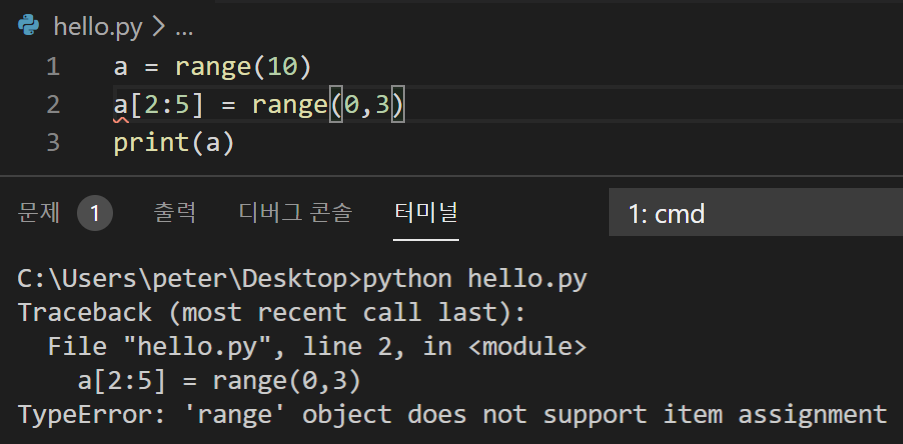 hello.py > ...
1 a = range(10)
2 a[2:5] = range(0,3)
3 print(a)
문제 1 출력 디버그 콘솔 터미널 1: cmd
C:\Users\peter\Desktop>python hello.py
Traceback (most recent call last):
  File "hello.py", line 2, in <module>
    a[2:5] = range(0,3)
TypeError: 'range' object does not support item assignment